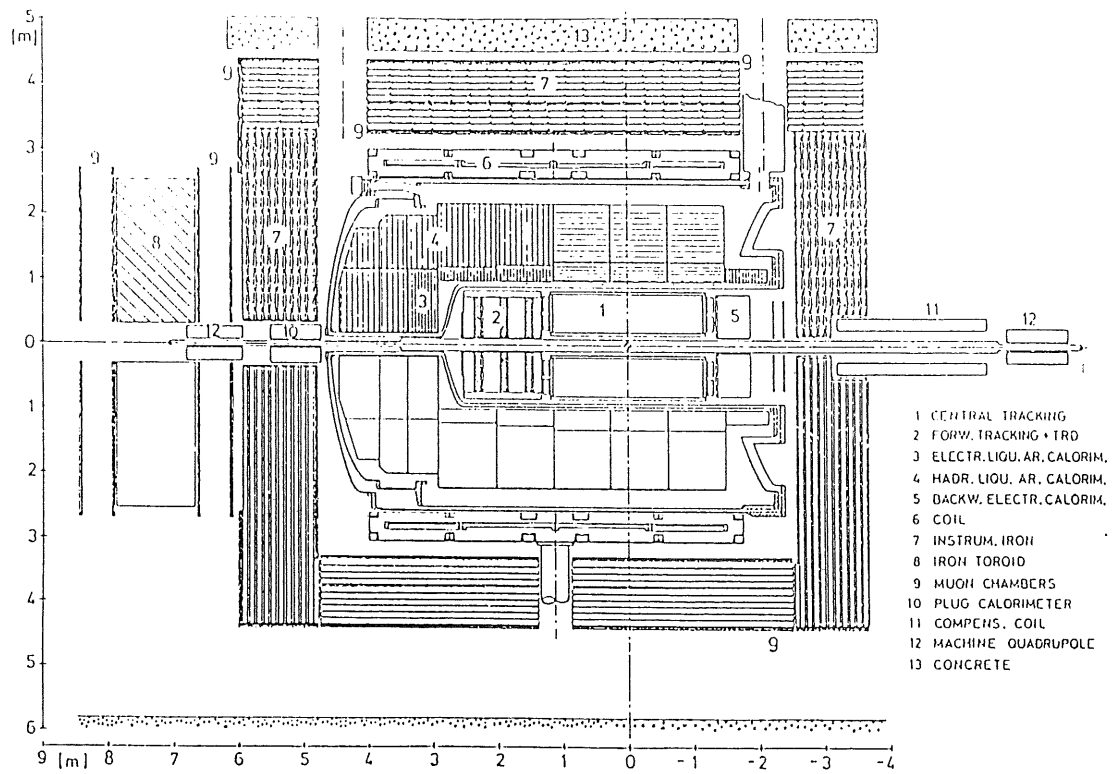 5
[m]
4
3
2
1
0
1
2
3
4
5
6
13
9
9
7
9
9
9
6
8
7
4
7
3
2
1
5
11
12
12
10
9
1 CENTRAL TRACKING
2 FORW. TRACKING + TRD
3 ELECTR. LIQU. AR. CALORIM.
4 HADR. LIQU. AR. CALORIM.
5 BACKW. ELECTR. CALORIM.
6 COIL
7 INSTRUM. IRON
8 IRON TOROID
9 MUON CHAMBERS
10 PLUG CALORIMETER
11 COMPENS. COIL
12 MACHINE QUADRUPOLE
13 CONCRETE
9 [m] 8 7 6 5 4 3 2 1 0 -1 -2 -3 -4